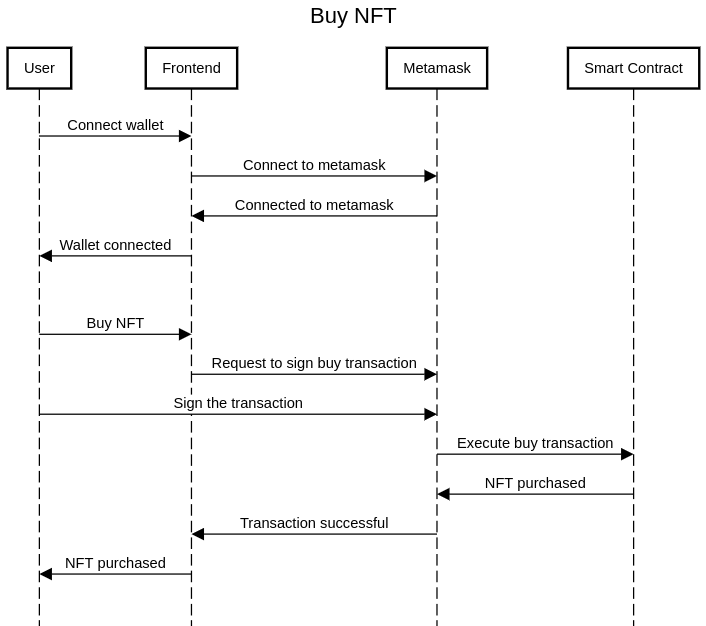 Buy NFT
User
Frontend
Metamask
Smart Contract
Connect wallet
Connect to metamask
Connected to metamask
Wallet connected
Buy NFT
Request to sign buy transaction
Sign the transaction
Execute buy transaction
NFT purchased
Transaction successful
NFT purchased